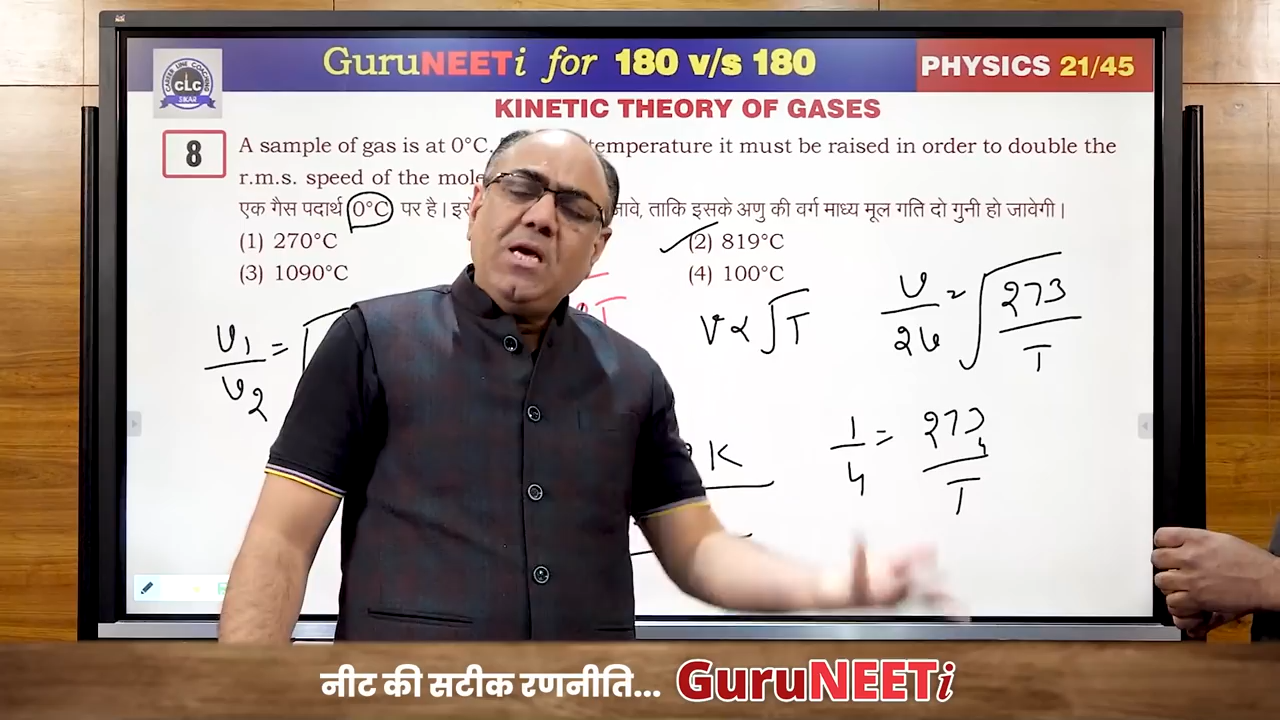 GuruNEETi for 180 v/s 180
PHYSICS 21/45
CLC
SIKAR
KINETIC THEORY OF GASES
8
A sample of gas is at 0°C. temperature it must be raised in order to double the
r.m.s. speed of the
एक गैस पदार्थ 0°C पर है। जावे, ताकि इसके अणु की वर्ग माध्य मूल गति दो गुनी हो जावेगी।
(1) 270°C
(2) 819°C
(3) 1090°C
(4) 100°C
V1/V2 =
V ∝ √T
V/2V = √273/T
K
1/4 = 273/T
नीट की सटीक रणनीति... GuruNEETi